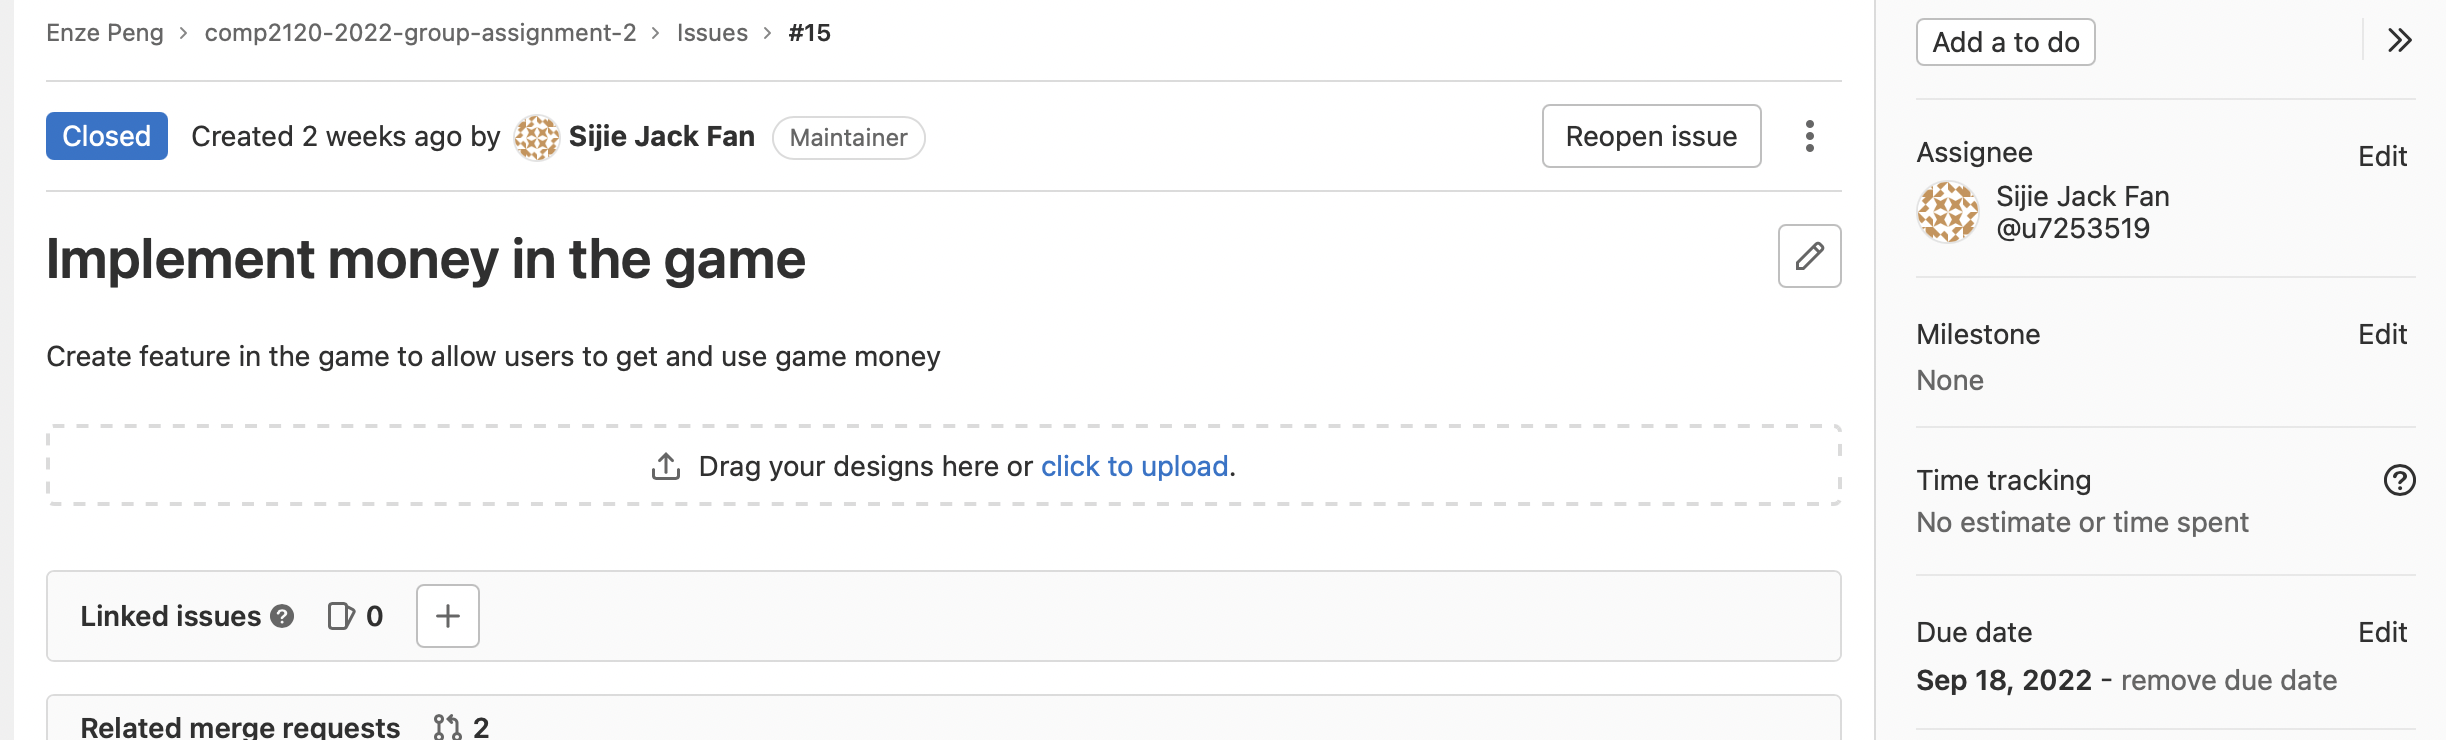 Enze Peng > comp2120-2022-group-assignment-2 > Issues > #15
Closed Created 2 weeks ago by Sijie Jack Fan Maintainer Reopen issue
Implement money in the game
Create feature in the game to allow users to get and use game money
Drag your designs here or click to upload.
Linked issues ? 0 +
Related merge requests 2
Add a to do
Assignee Edit
Sijie Jack Fan
@u7253519
Milestone Edit
None
Time tracking ?
No estimate or time spent
Due date Edit
Sep 18, 2022 - remove due date